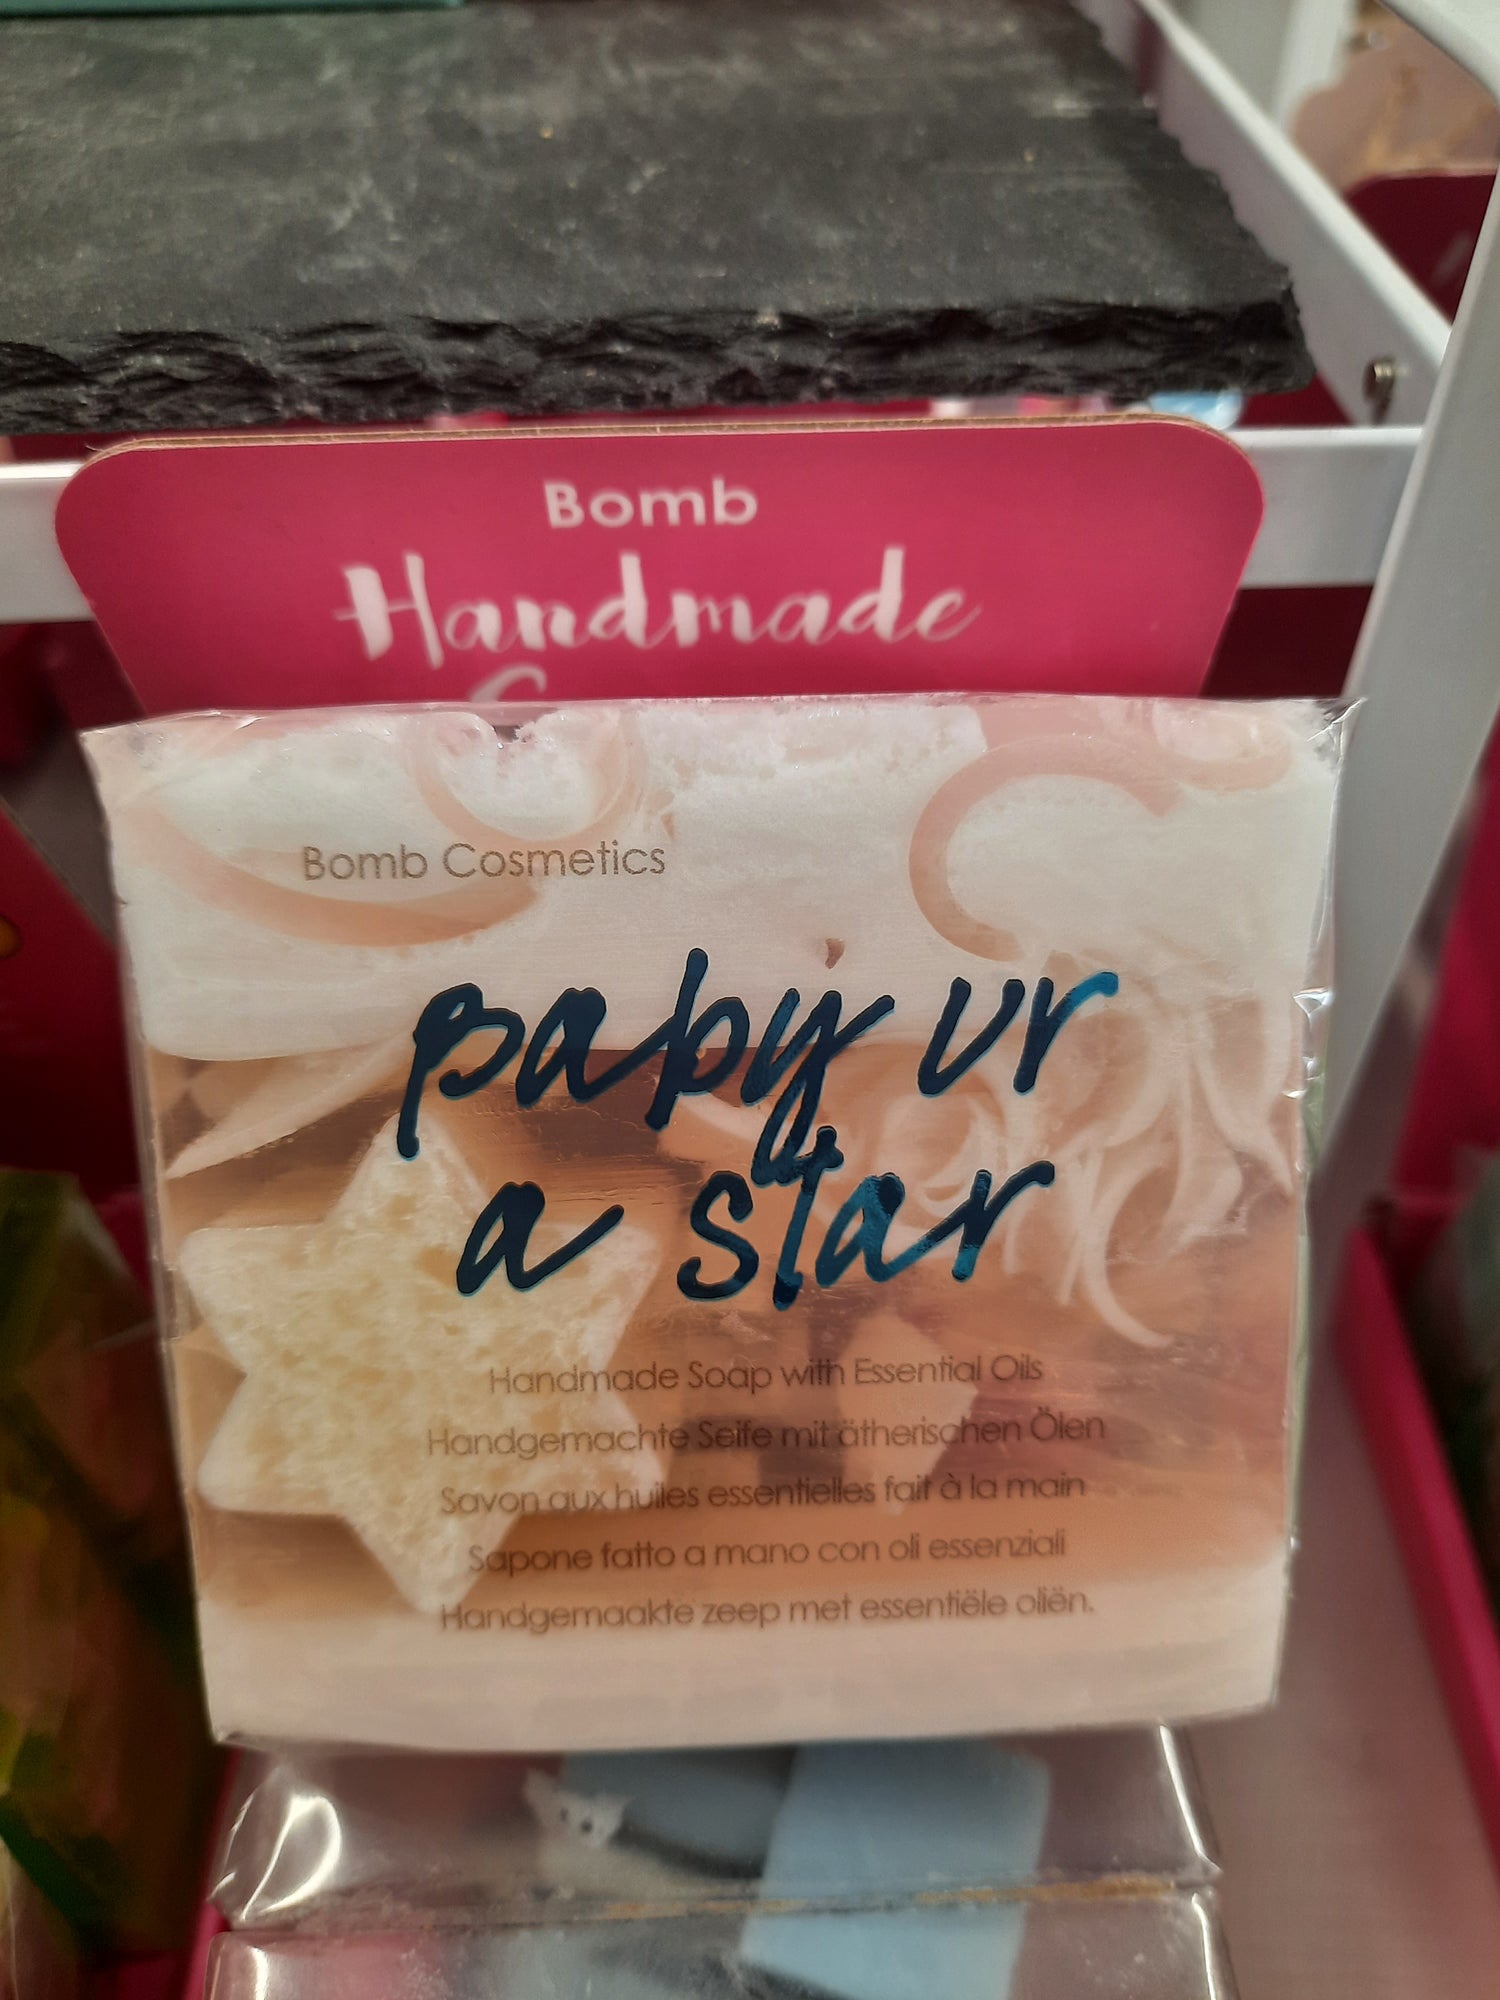 Bomb
Handmade
Bomb Cosmetics
baby ur
a star
Handmade Soap with Essential Oils
Handgemachte Seife mit ätherischen Ölen
Savon aux huiles essentielles fait à la main
Sapone fatto a mano con oli essenziali
Handgemaakte zeep met essentiële oliën.